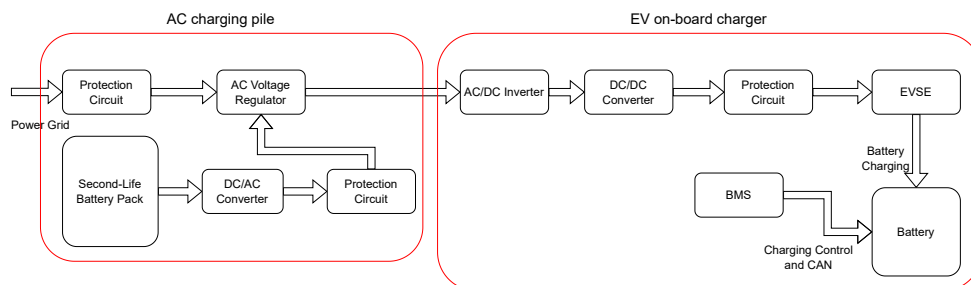 AC charging pile
EV on-board charger
Protection
Circuit
AC Voltage
Regulator
AC/DC Inverter
DC/DC
Converter
Protection
Circuit
EVSE
Power Grid
Second-Life
Battery Pack
DC/AC
Converter
Protection
Circuit
Battery
Charging
BMS
Battery
Charging Control
and CAN